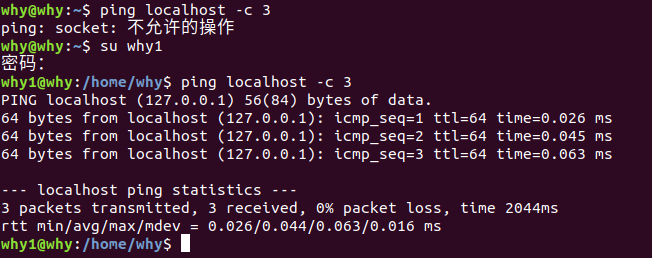 why@why:~$ ping localhost -c 3
ping: socket: 不允许的操作
why@why:~$ su why1
密码：
why1@why:/home/why$ ping localhost -c 3
PING localhost (127.0.0.1) 56(84) bytes of data.
64 bytes from localhost (127.0.0.1): icmp_seq=1 ttl=64 time=0.026 ms
64 bytes from localhost (127.0.0.1): icmp_seq=2 ttl=64 time=0.045 ms
64 bytes from localhost (127.0.0.1): icmp_seq=3 ttl=64 time=0.063 ms
--- localhost ping statistics ---
3 packets transmitted, 3 received, 0% packet loss, time 2044ms
rtt min/avg/max/mdev = 0.026/0.044/0.063/0.016 ms
why1@why:/home/why$